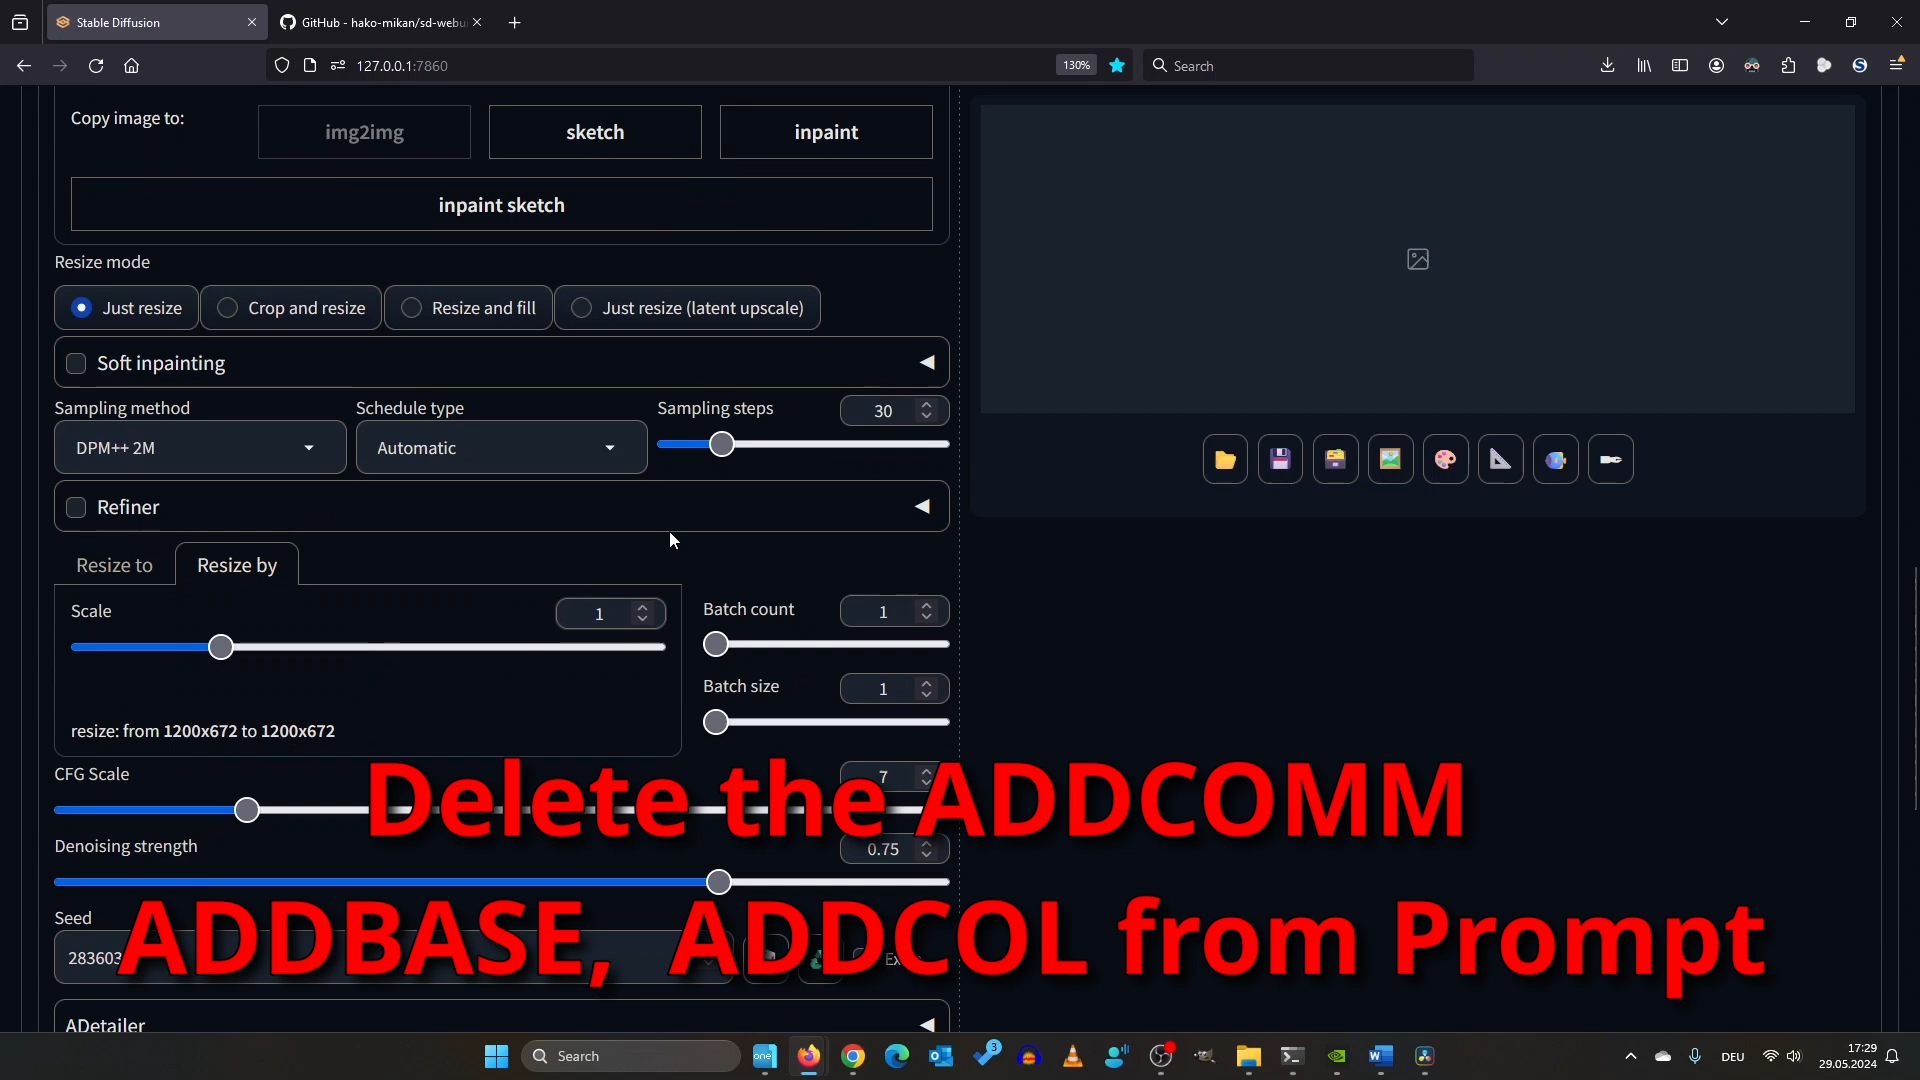 Stable Diffusion
GitHub - hako-mikan/sd-webu
127.0.0.1:7860
130%
Search
Copy image to:
img2img
sketch
inpaint
inpaint sketch
Resize mode
Just resize
Crop and resize
Resize and fill
Just resize (latent upscale)
Soft inpainting
Sampling method
Schedule type
Sampling steps
30
DPM++ 2M
Automatic
Refiner
Resize to
Resize by
Scale
1
Batch count
1
Batch size
1
resize: from 1200x672 to 1200x672
CFG Scale
7
Delete the ADDCOMM
Denoising strength
0.75
Seed
ADDBASE, ADDCOL from Prompt
283603
ADetailer
Search
one
3
DEU
17:29
29.05.2024